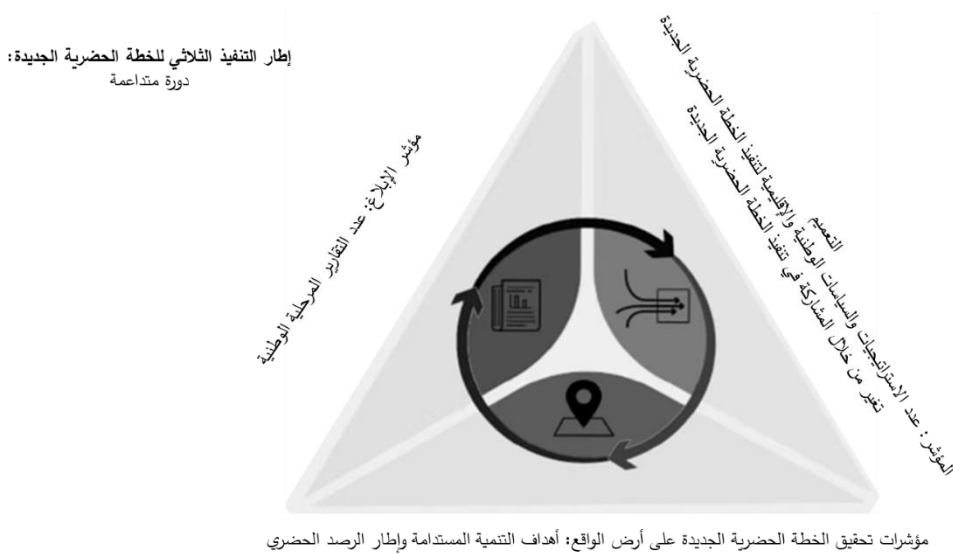 إطار التنفيذ الثلاثي للخطة الحضرية الجديدة:
دورة متداعمة
التعميم
المؤشر: عدد الاستراتيجيات والسياسات الوطنية والإقليمية لتنفيذ الخطة الحضرية الجديدة
تغير من خلال المشاركة في تنفيذ الخطة الحضرية الجديدة
مؤشر الإبلاغ: عدد التقارير المرحلية الوطنية
مؤشرات تحقيق الخطة الحضرية الجديدة على أرض الواقع: أهداف التنمية المستدامة وإطار الرصد الحضري